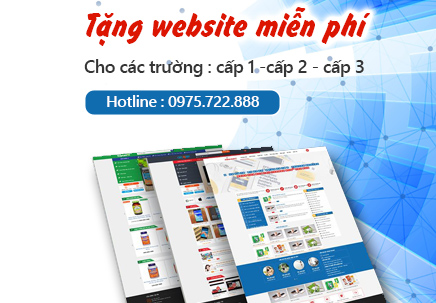 Tặng website miễn phí
Cho các trường : cấp 1 -cấp 2 - cấp 3
Hotline : 0975.722.888